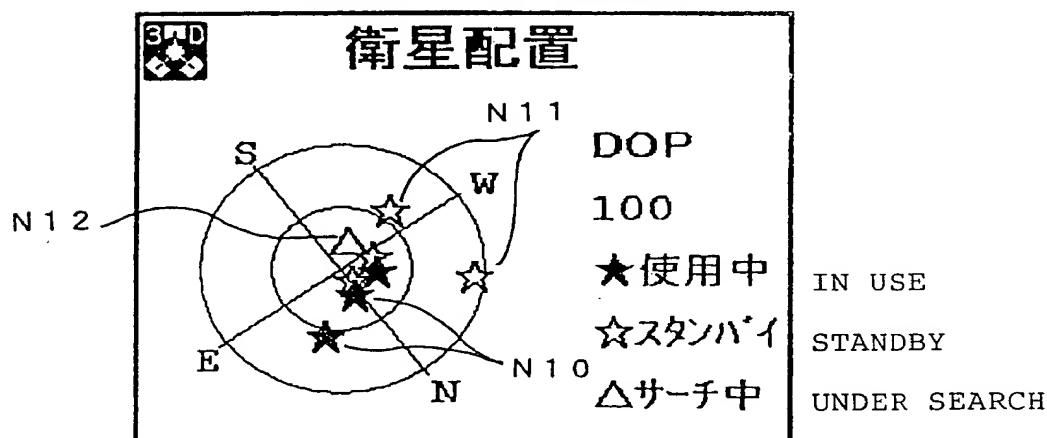 3 D 衛星配置
N11
DOP
S
W
100
N12
★使用中 IN USE
☆スタンバイ STANDBY
E
N
N10
△サーチ中 UNDER SEARCH